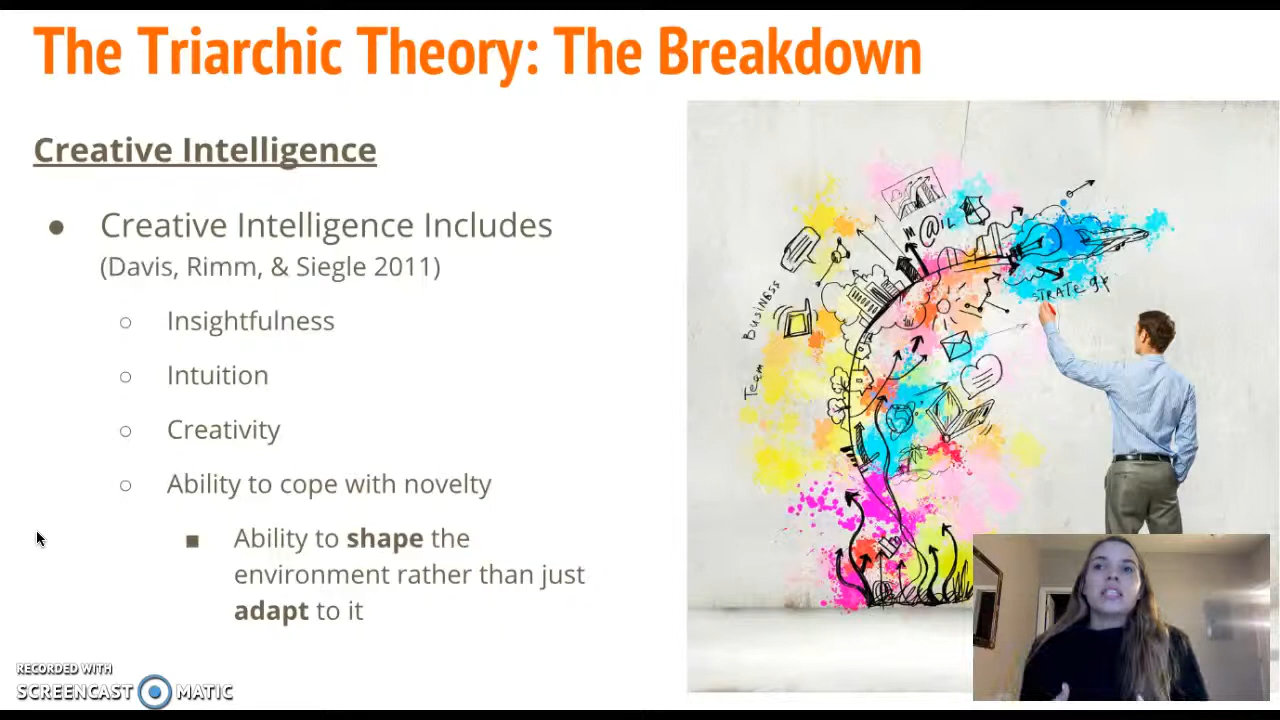 The Triarchic Theory: The Breakdown
Creative Intelligence
● Creative Intelligence Includes
(Davis, Rimm, & Siegle 2011)
○ Insightfulness
○ Intuition
○ Creativity
○ Ability to cope with novelty
■ Ability to shape the
environment rather than just
adapt to it
Team Business
STRATEgy
RECORDED WITH
SCREENCAST MATIC